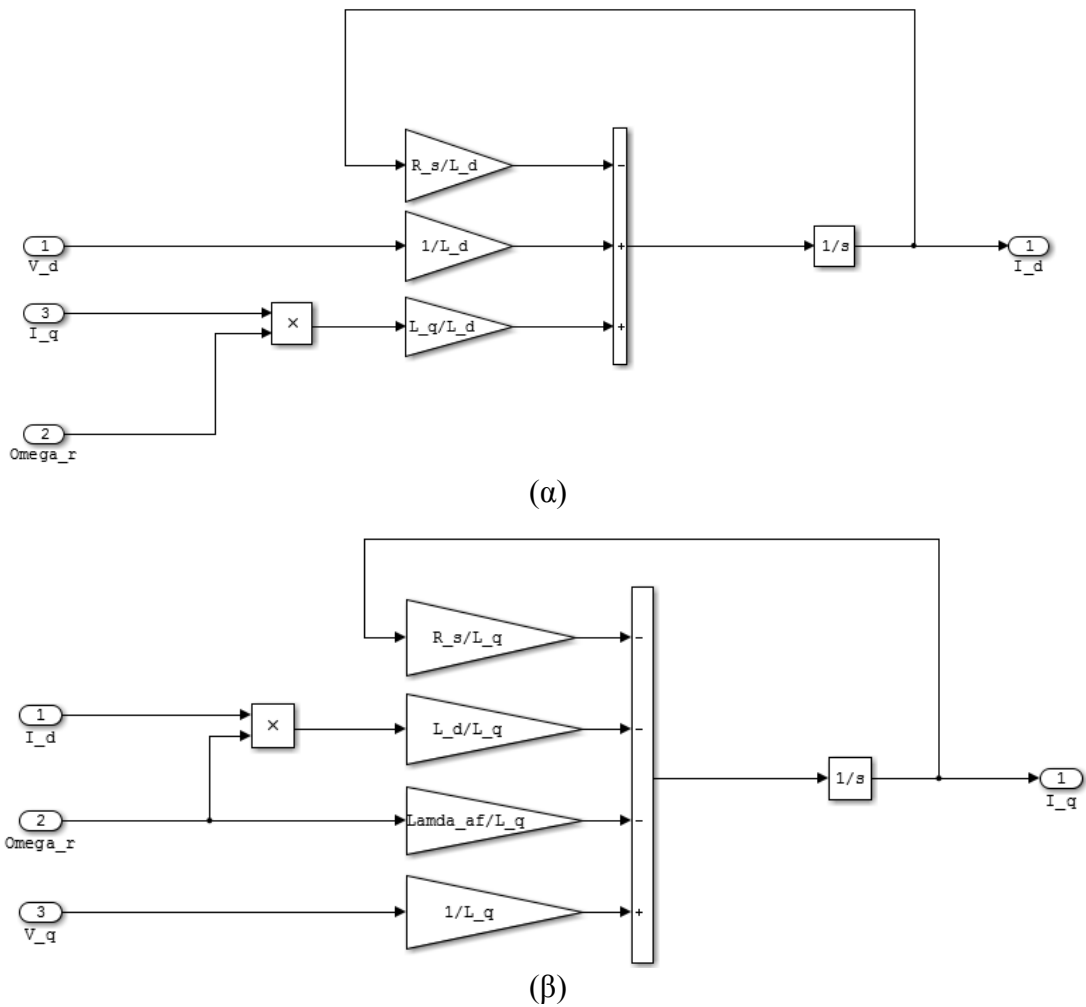 R_s/L_d
−
1
V_d
1/L_d
+
1/s
1
I_d
3
I_q
×
L_q/L_d
+
2
Omega_r
(α)
R_s/L_q
−
1
I_d
×
L_d/L_q
−
1/s
1
I_q
2
Omega_r
Lamda_af/L_q
−
3
V_q
1/L_q
+
(β)